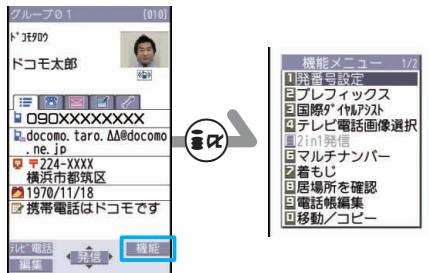 グループ01 [010]
ﾄﾞｺﾓﾀﾛｳ
ドコモ太郎
090XXXXXXXX
docomo.taro.ΔΔ@docomo
.ne.jp
〒224-XXXX
横浜市都筑区
1970/11/18
携帯電話はドコモです
ﾃﾚﾋﾞ電話 発信 機能
編集
iα
機能メニュー 1/2
1発番号設定
2プレフィックス
3国際ﾀﾞｲﾔﾙｱｼｽﾄ
4テレビ電話画像選択
52in1発信
6マルチナンバー
7着もじ
8居場所を確認
9電話帳編集
0移動／コピー